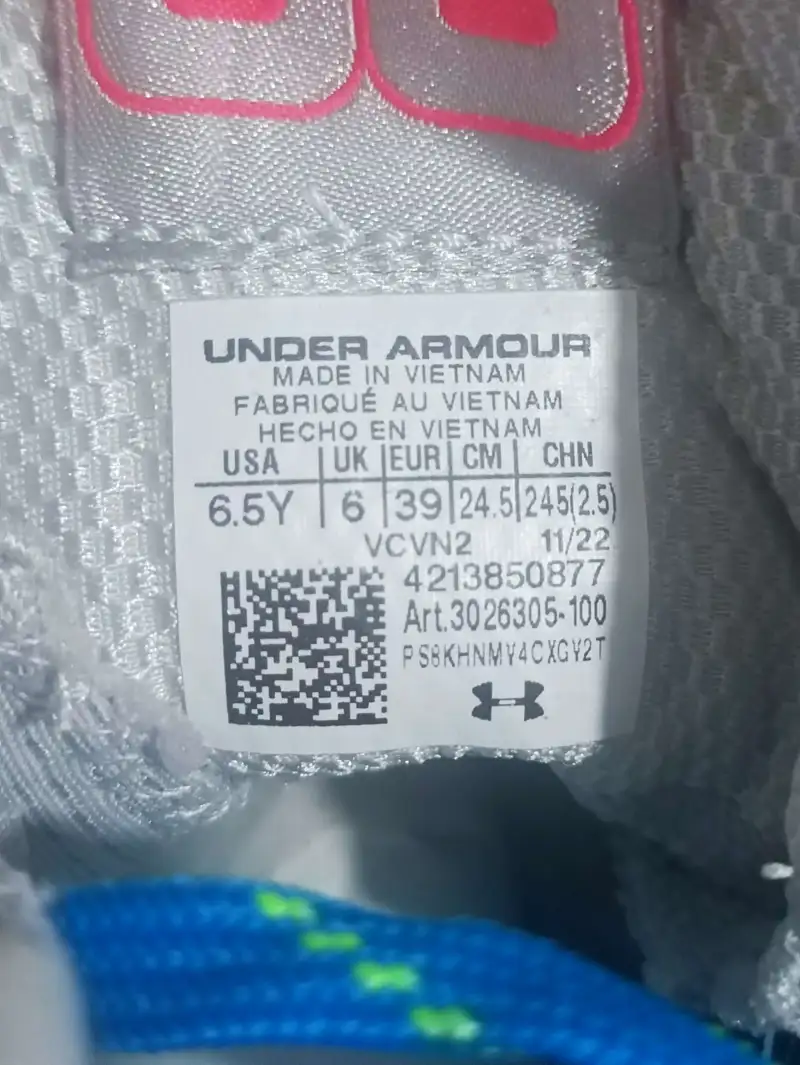 UNDER ARMOUR
MADE IN VIETNAM
FABRIQUÉ AU VIETNAM
HECHO EN VIETNAM
USA UK EUR CM CHN
6.5Y 6 39 24.5 245(2.5)
VCVN2 11/22
4213850877
Art.3026305-100
PS8KHNMV4CXGV2T